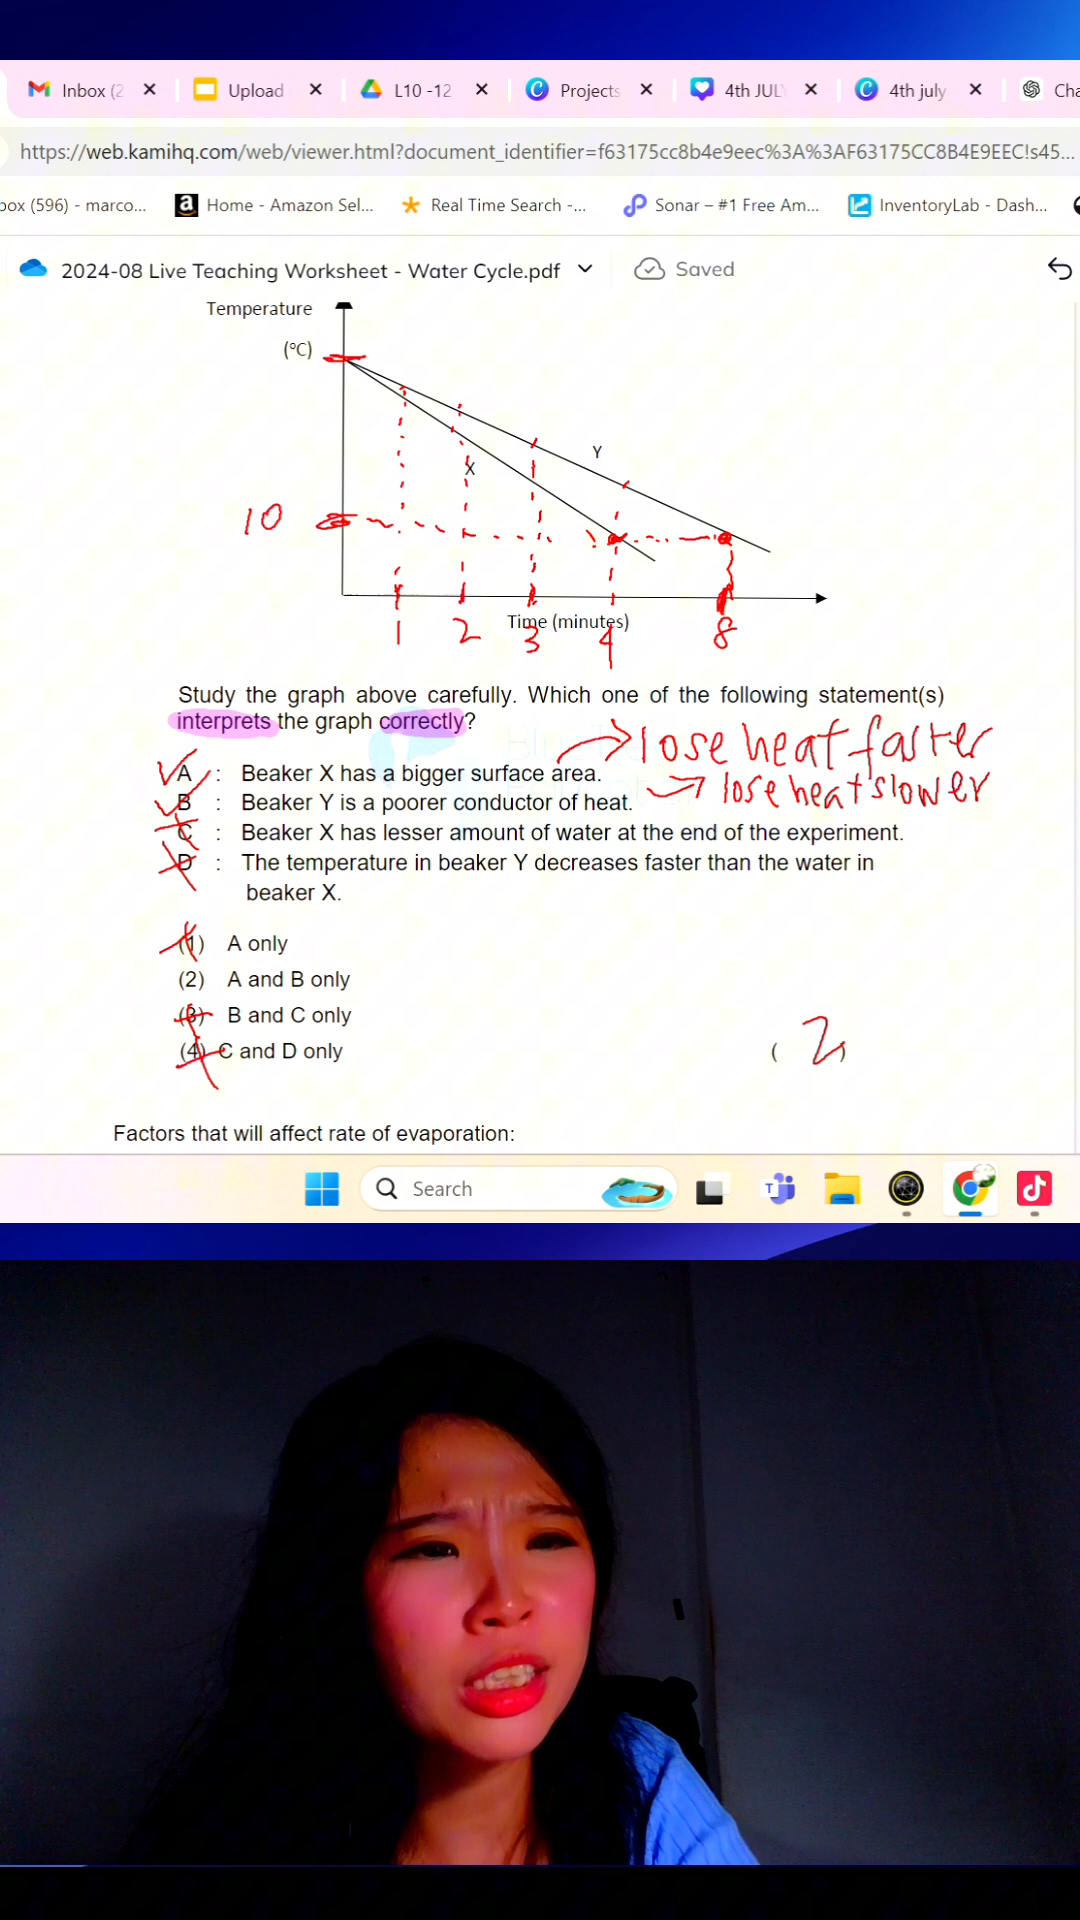 Inbox (2
Upload
L10 -12
Projects
4th JUL
4th july
Cha
https://web.kamihq.com/web/viewer.html?document_identifier=f63175cc8b4e9eec%3A%3AF63175CC8B4E9EEC!s45...
box (596) - marco...
Home - Amazon Sel...
Real Time Search -...
Sonar – #1 Free Am...
InventoryLab - Dash...
2024-08 Live Teaching Worksheet - Water Cycle.pdf
Saved
Temperature
(°C)
Y
X
10
Time (minutes)
1 2 3 4 8
Study the graph above carefully. Which one of the following statement(s)
interprets the graph correctly?
lose heat faster
A : Beaker X has a bigger surface area.
lose heat slower
B : Beaker Y is a poorer conductor of heat.
C : Beaker X has lesser amount of water at the end of the experiment.
D : The temperature in beaker Y decreases faster than the water in
beaker X.
(1) A only
(2) A and B only
(3) B and C only
(4) C and D only
( 2 )
Factors that will affect rate of evaporation:
Search